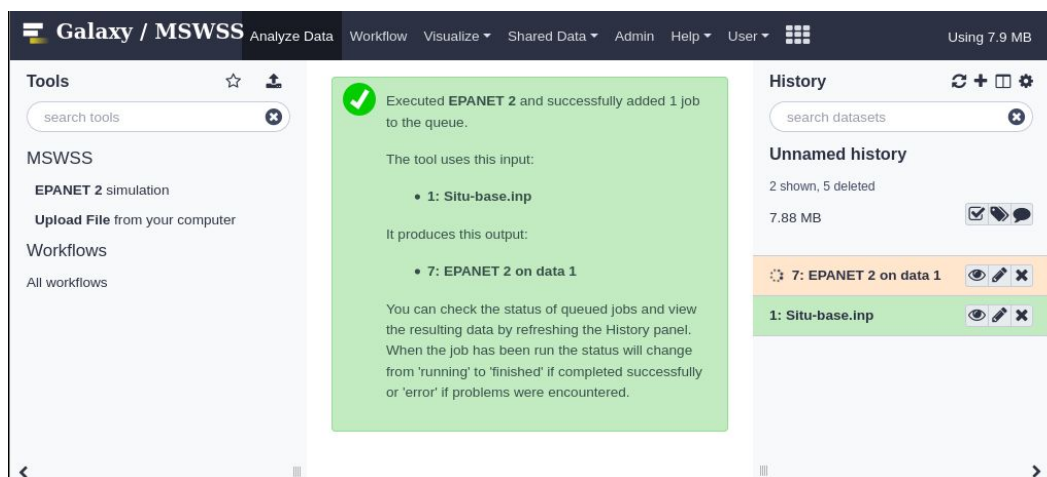 Galaxy / MSWSS Analyze Data Workflow Visualize Shared Data Admin Help User Using 7.9 MB
Tools
search tools
MSWSS
EPANET 2 simulation
Upload File from your computer
Workflows
All workflows
Executed EPANET 2 and successfully added 1 job
to the queue.
The tool uses this input:
• 1: Situ-base.inp
It produces this output:
• 7: EPANET 2 on data 1
You can check the status of queued jobs and view
the resulting data by refreshing the History panel.
When the job has been run the status will change
from 'running' to 'finished' if completed successfully
or 'error' if problems were encountered.
History
search datasets
Unnamed history
2 shown, 5 deleted
7.88 MB
7: EPANET 2 on data 1
1: Situ-base.inp